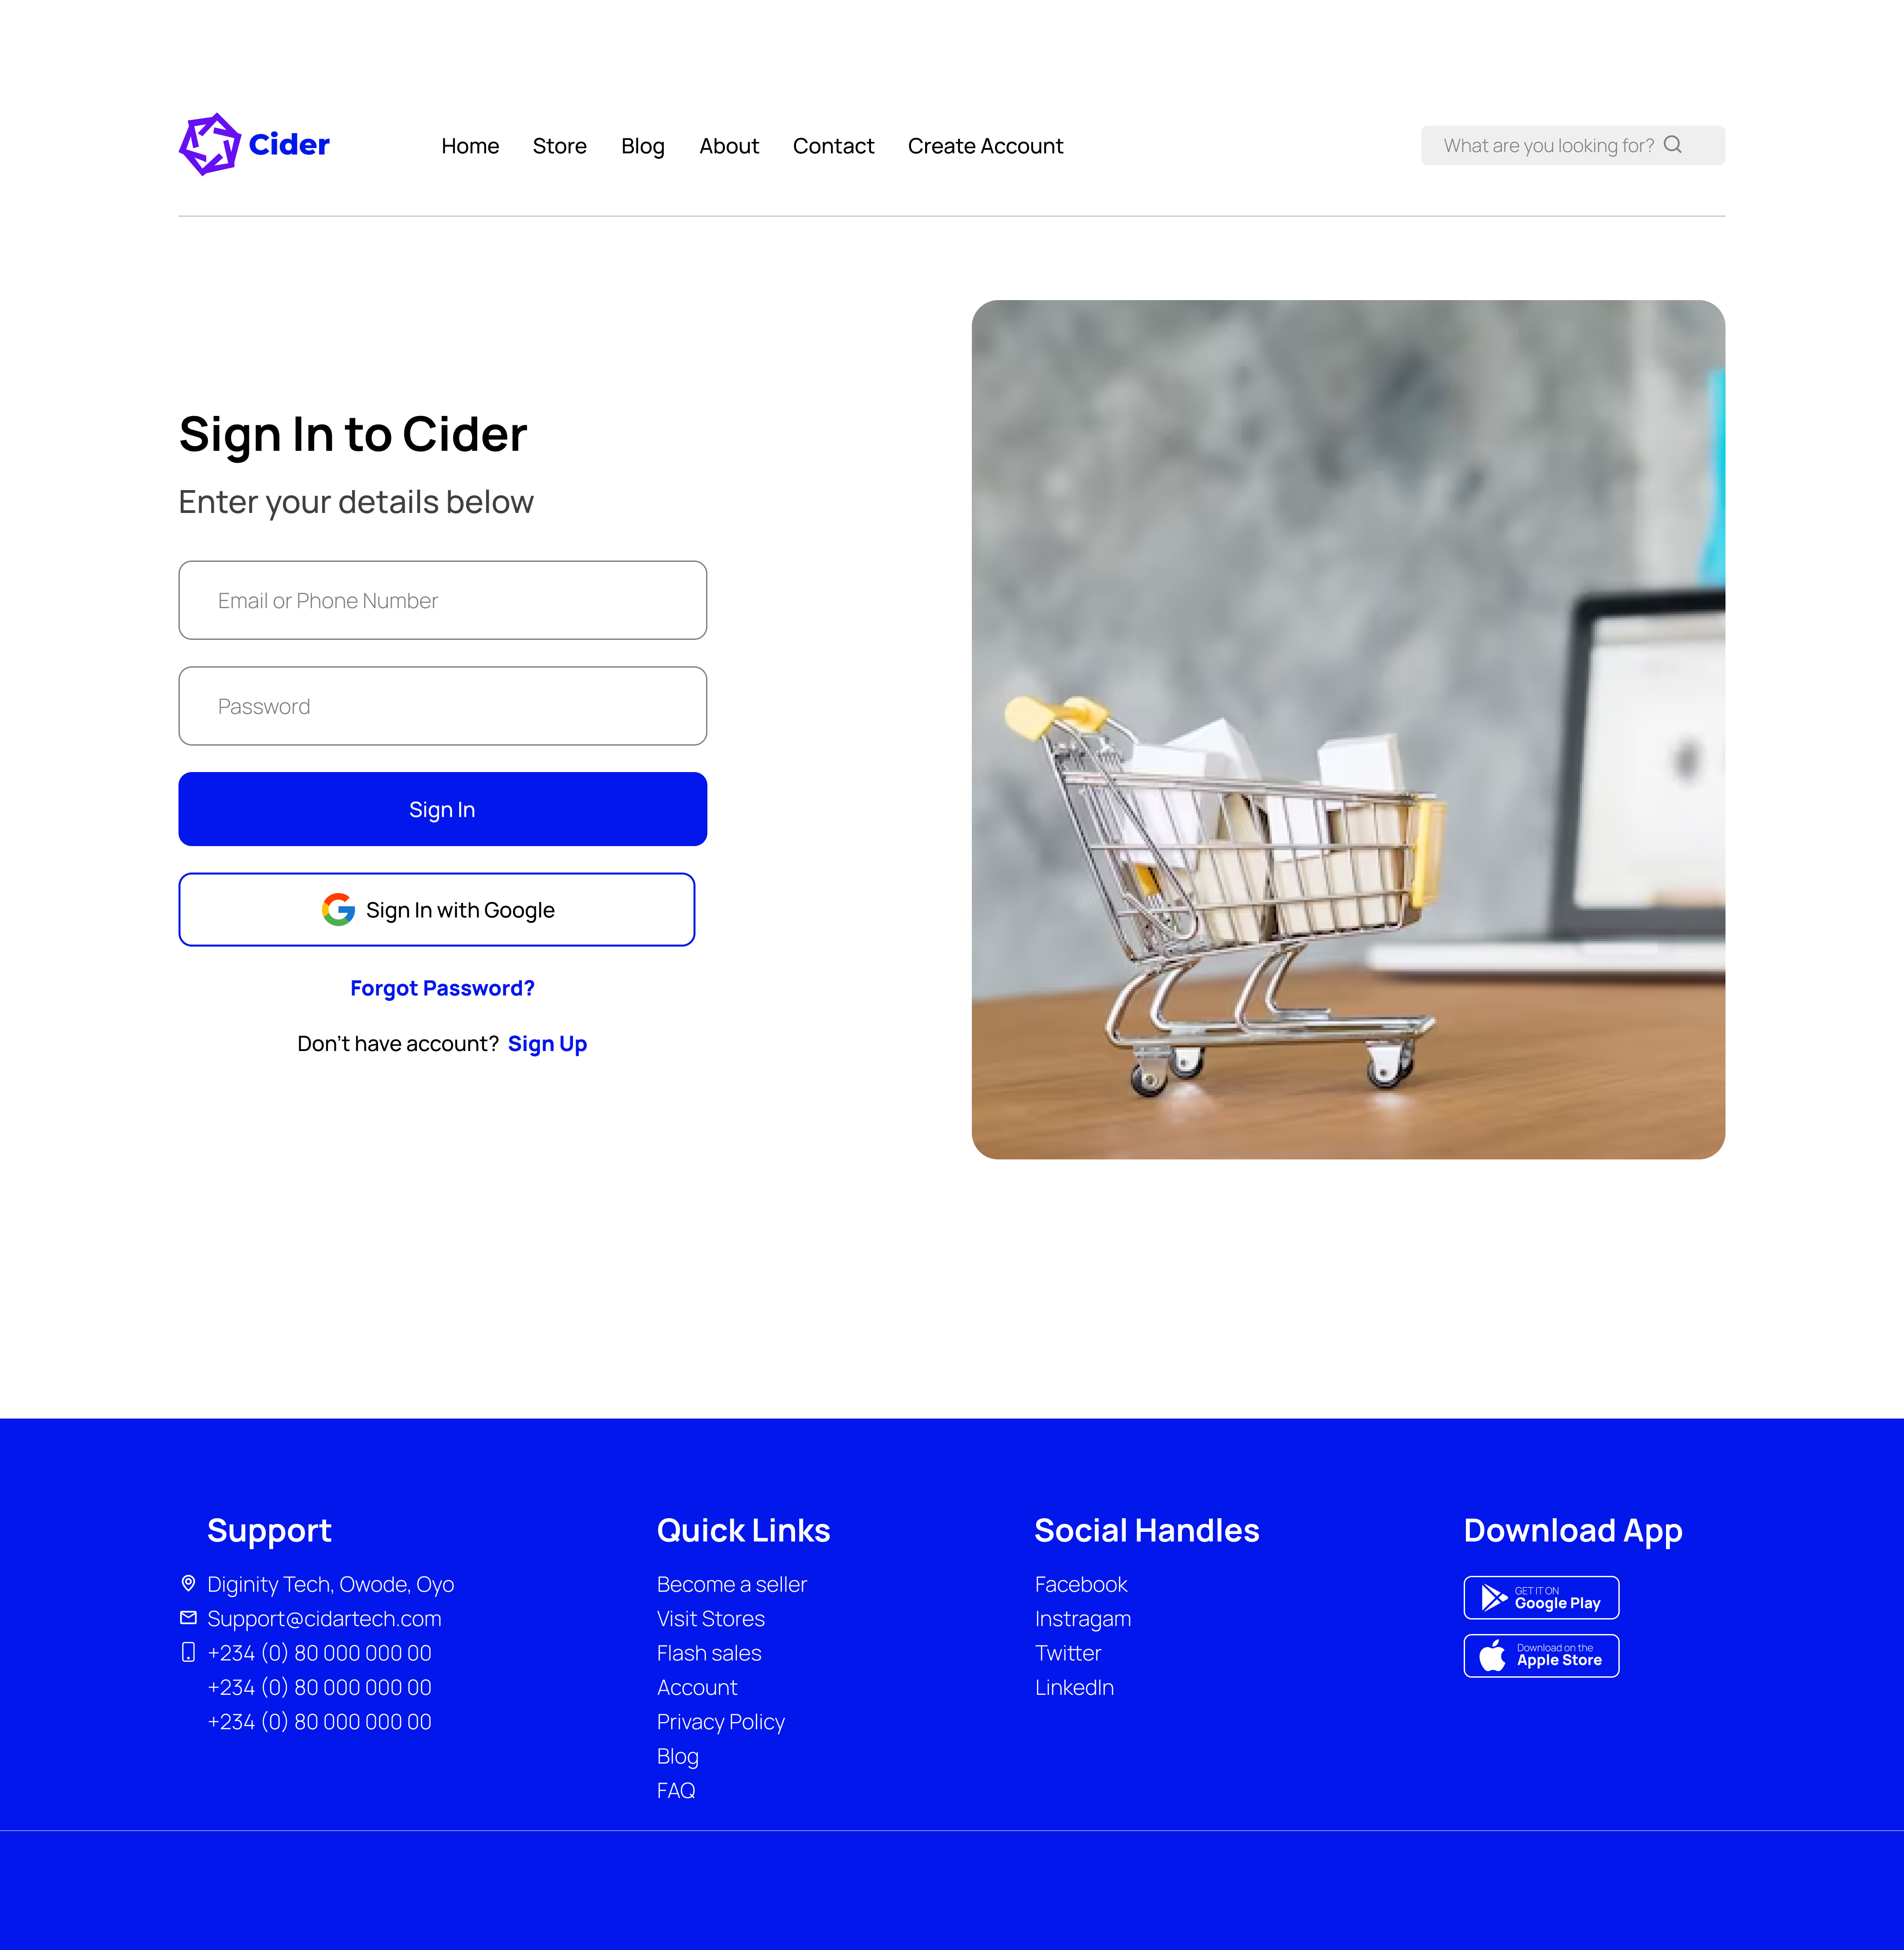 Cider
Home Store Blog About Contact Create Account
What are you looking for?
Sign In to Cider
Enter your details below
Email or Phone Number
Password
Sign In
Sign In with Google
Forgot Password?
Don't have account? Sign Up
Support
Diginity Tech, Owode, Oyo
Support@cidartech.com
+234 (0) 80 000 000 00
+234 (0) 80 000 000 00
+234 (0) 80 000 000 00
Quick Links
Become a seller
Visit Stores
Flash sales
Account
Privacy Policy
Blog
FAQ
Social Handles
Facebook
Instragam
Twitter
LinkedIn
Download App
GET IT ON
Google Play
Download on the
Apple Store